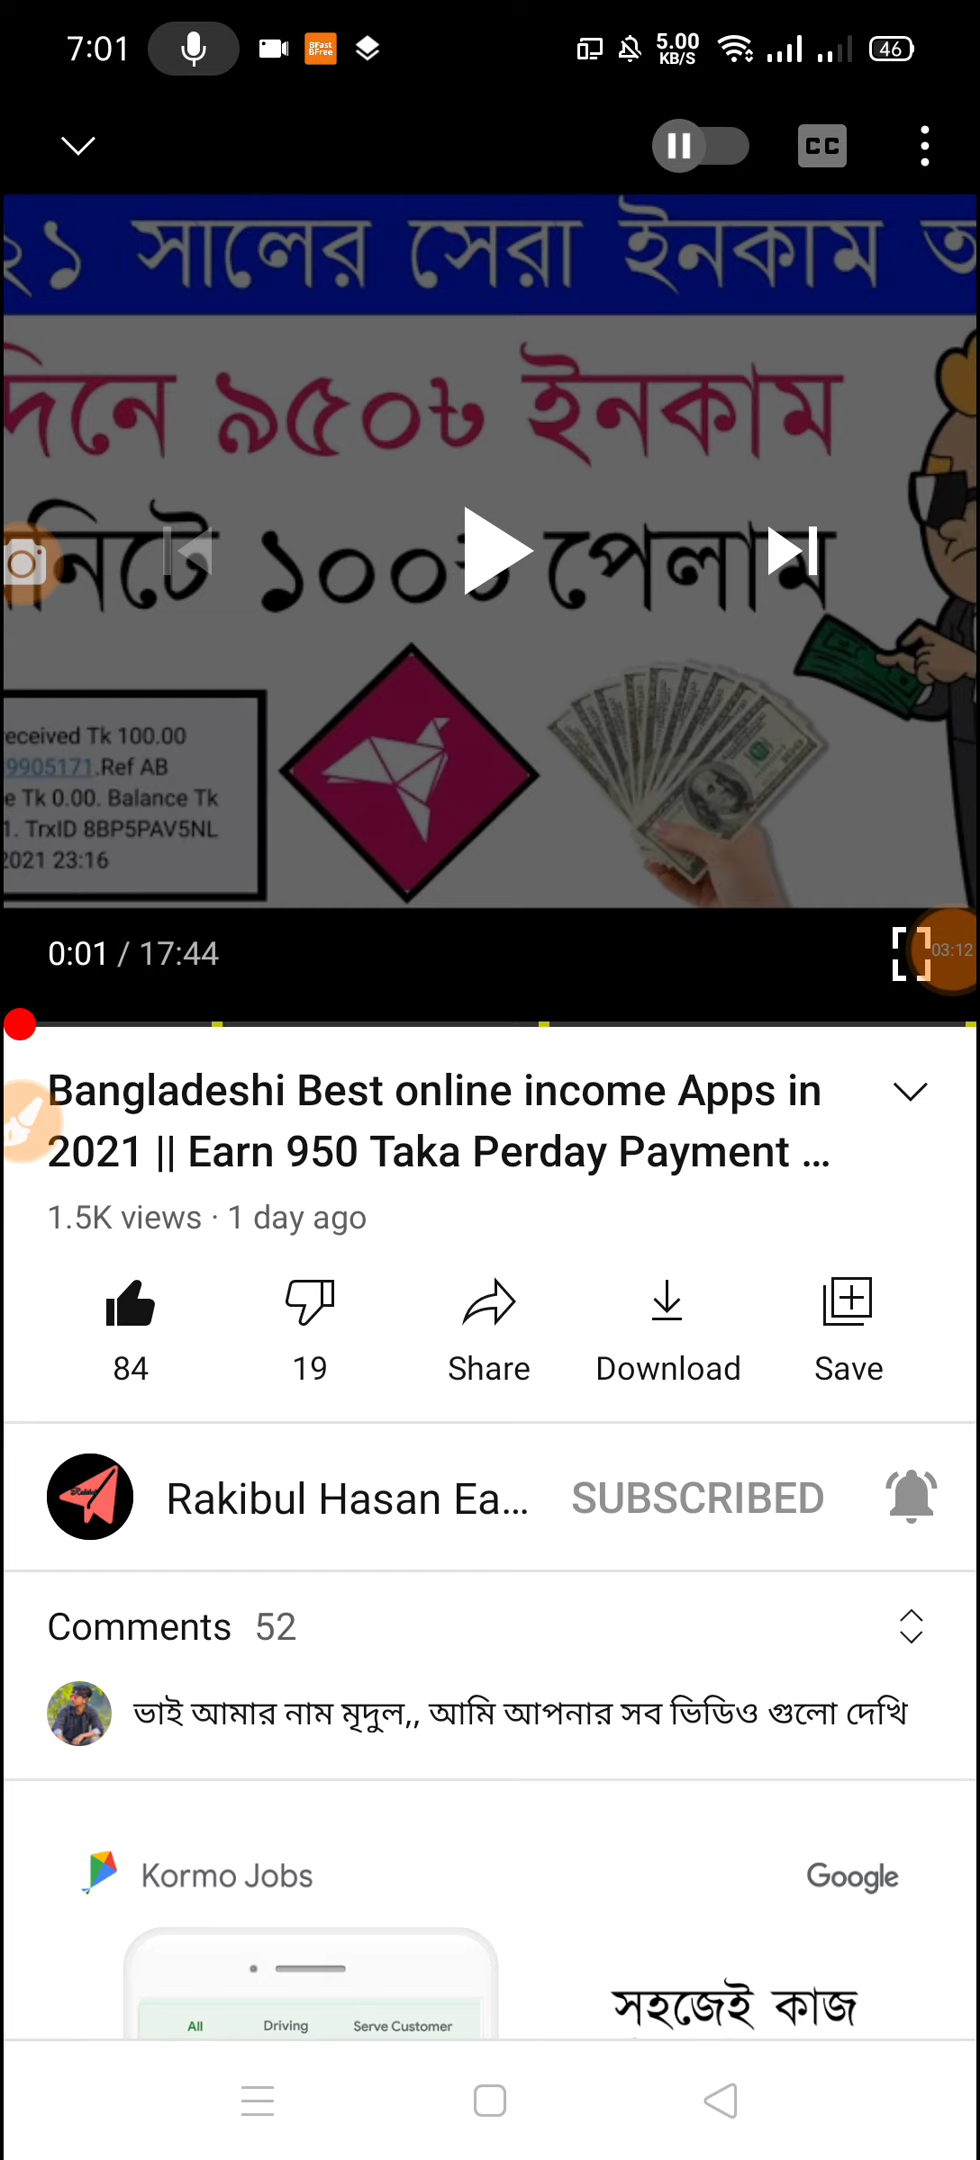 7:01
BFast BFree
5.00 KB/S
46
CC
২১ সালের সেরা ইনকাম
দিনে ৯৫০৳ ইনকাম
নিটে ১০০৳ পেলাম
eceived Tk 100.00
9905171.Ref AB
e Tk 0.00. Balance Tk
1. TrxID 8BP5PAV5NL
2021 23:16
0:01 / 17:44
03:12
Bangladeshi Best online income Apps in
2021 || Earn 950 Taka Perday Payment ...
1.5K views · 1 day ago
84 19 Share Download Save
Rakibul Hasan Ea... SUBSCRIBED
Comments 52
ভাই আমার নাম মৃদুল,, আমি আপনার সব ভিডিও গুলো দেখি
Kormo Jobs Google
All Driving Serve Customer
সহজেই কাজ